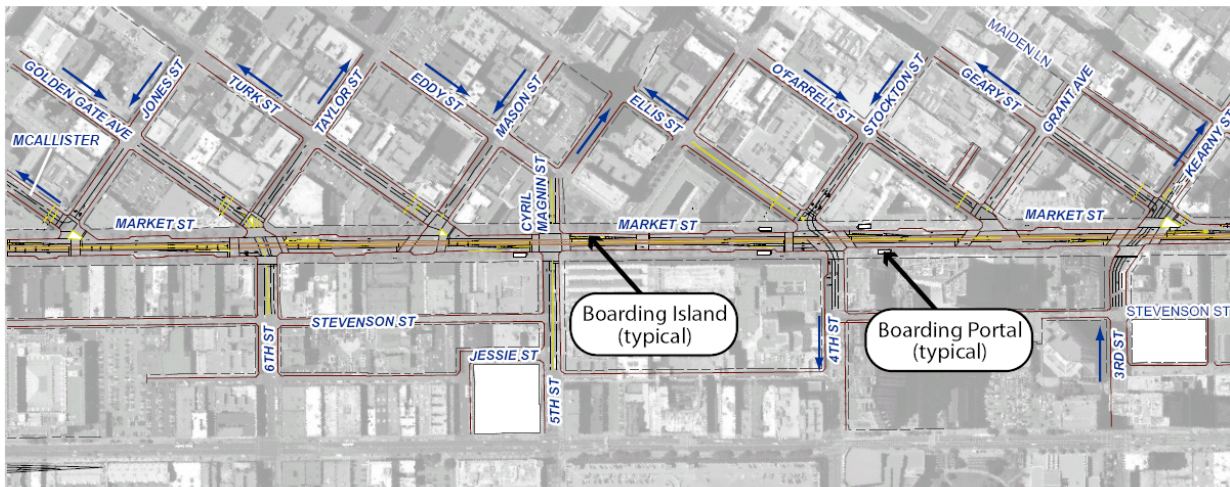 MAIDEN LN
GOLDEN GATE AVE
JONES ST
TURK ST
TAYLOR ST
EDDY ST
MASON ST
ELLIS ST
O'FARRELL ST
STOCKTON ST
GEARY ST
GRANT AVE
KEARNY ST
MCALLISTER
CYRIL
MAGNIN ST
MARKET ST
MARKET ST
MARKET ST
Boarding Island
(typical)
Boarding Portal
(typical)
STEVENSON ST
STEVENSON ST
JESSIE ST
6TH ST
5TH ST
4TH ST
3RD ST